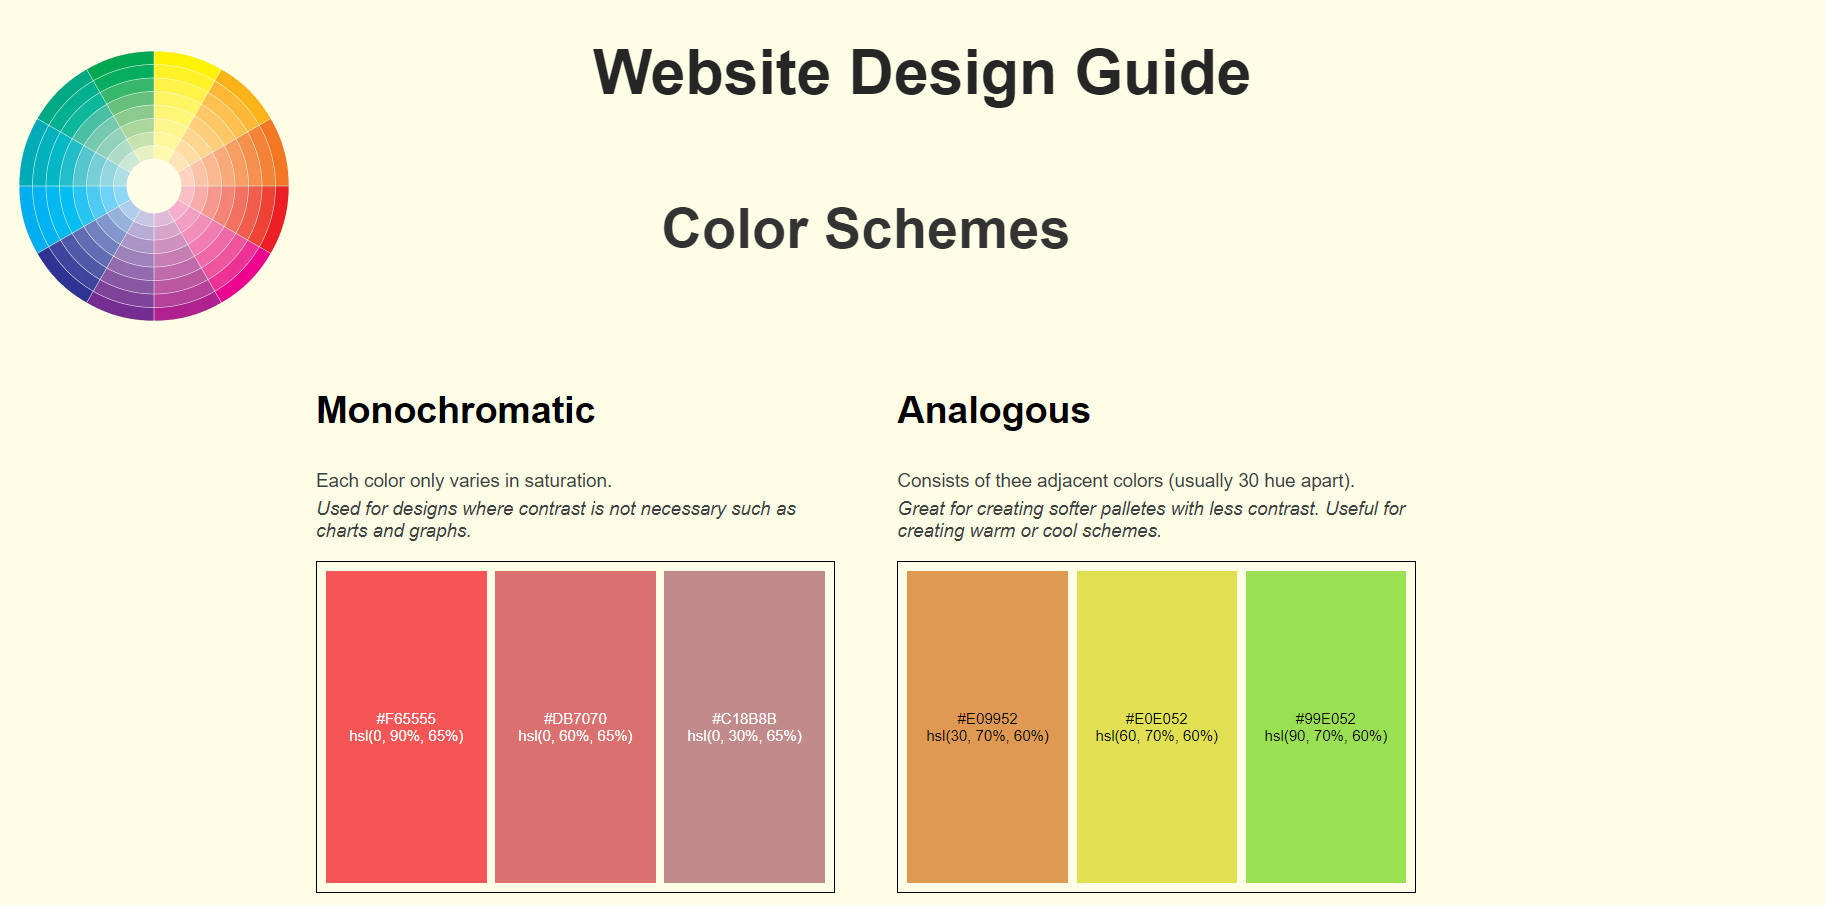 Website Design Guide
Color Schemes
Monochromatic
Each color only varies in saturation.
Used for designs where contrast is not necessary such as
charts and graphs.
#F65555
hsl(0, 90%, 65%)
#DB7070
hsl(0, 60%, 65%)
#C18B8B
hsl(0, 30%, 65%)
Analogous
Consists of thee adjacent colors (usually 30 hue apart).
Great for creating softer palletes with less contrast. Useful for
creating warm or cool schemes.
#E09952
hsl(30, 70%, 60%)
#E0E052
hsl(60, 70%, 60%)
#99E052
hsl(90, 70%, 60%)